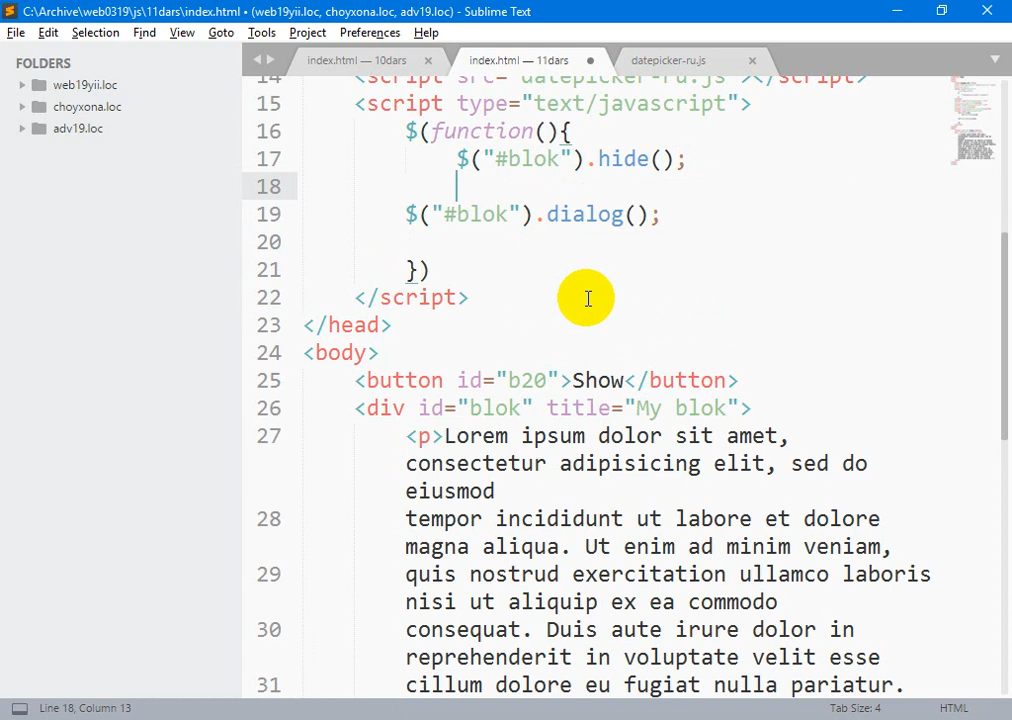 C:\Archive\web0319\js\11dars\index.html • (web19yii.loc, choyxona.loc, adv19.loc) - Sublime Text
File Edit Selection Find View Goto Tools Project Preferences Help
FOLDERS
web19yii.loc
choyxona.loc
adv19.loc
index.html — 10dars
index.html — 11dars
datepicker-ru.js
14 <script src="datepicker-ru.js"></script>
15 <script type="text/javascript">
16 $(function(){
17 $("#blok").hide();
18
19 $("#blok").dialog();
20
21 })
22 </script>
23 </head>
24 <body>
25 <button id="b20">Show</button>
26 <div id="blok" title="My blok">
27 <p>Lorem ipsum dolor sit amet,
consectetur adipisicing elit, sed do
eiusmod
28 tempor incididunt ut labore et dolore
magna aliqua. Ut enim ad minim veniam,
29 quis nostrud exercitation ullamco laboris
nisi ut aliquip ex ea commodo
30 consequat. Duis aute irure dolor in
reprehenderit in voluptate velit esse
31 cillum dolore eu fugiat nulla pariatur.
Line 18, Column 13
Tab Size: 4
HTML